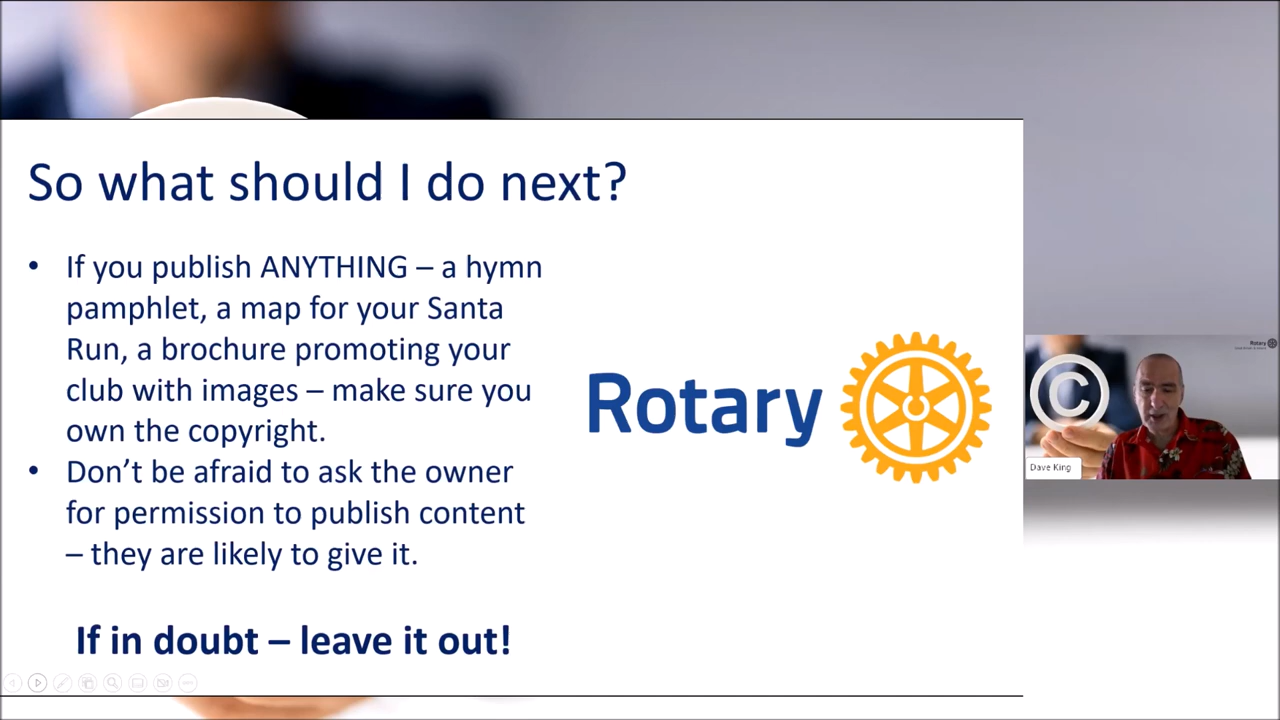 So what should I do next?
• If you publish ANYTHING – a hymn
pamphlet, a map for your Santa
Run, a brochure promoting your
club with images – make sure you
own the copyright.
• Don’t be afraid to ask the owner
for permission to publish content
– they are likely to give it.
If in doubt – leave it out!
Rotary
Rotary
©
Dave King